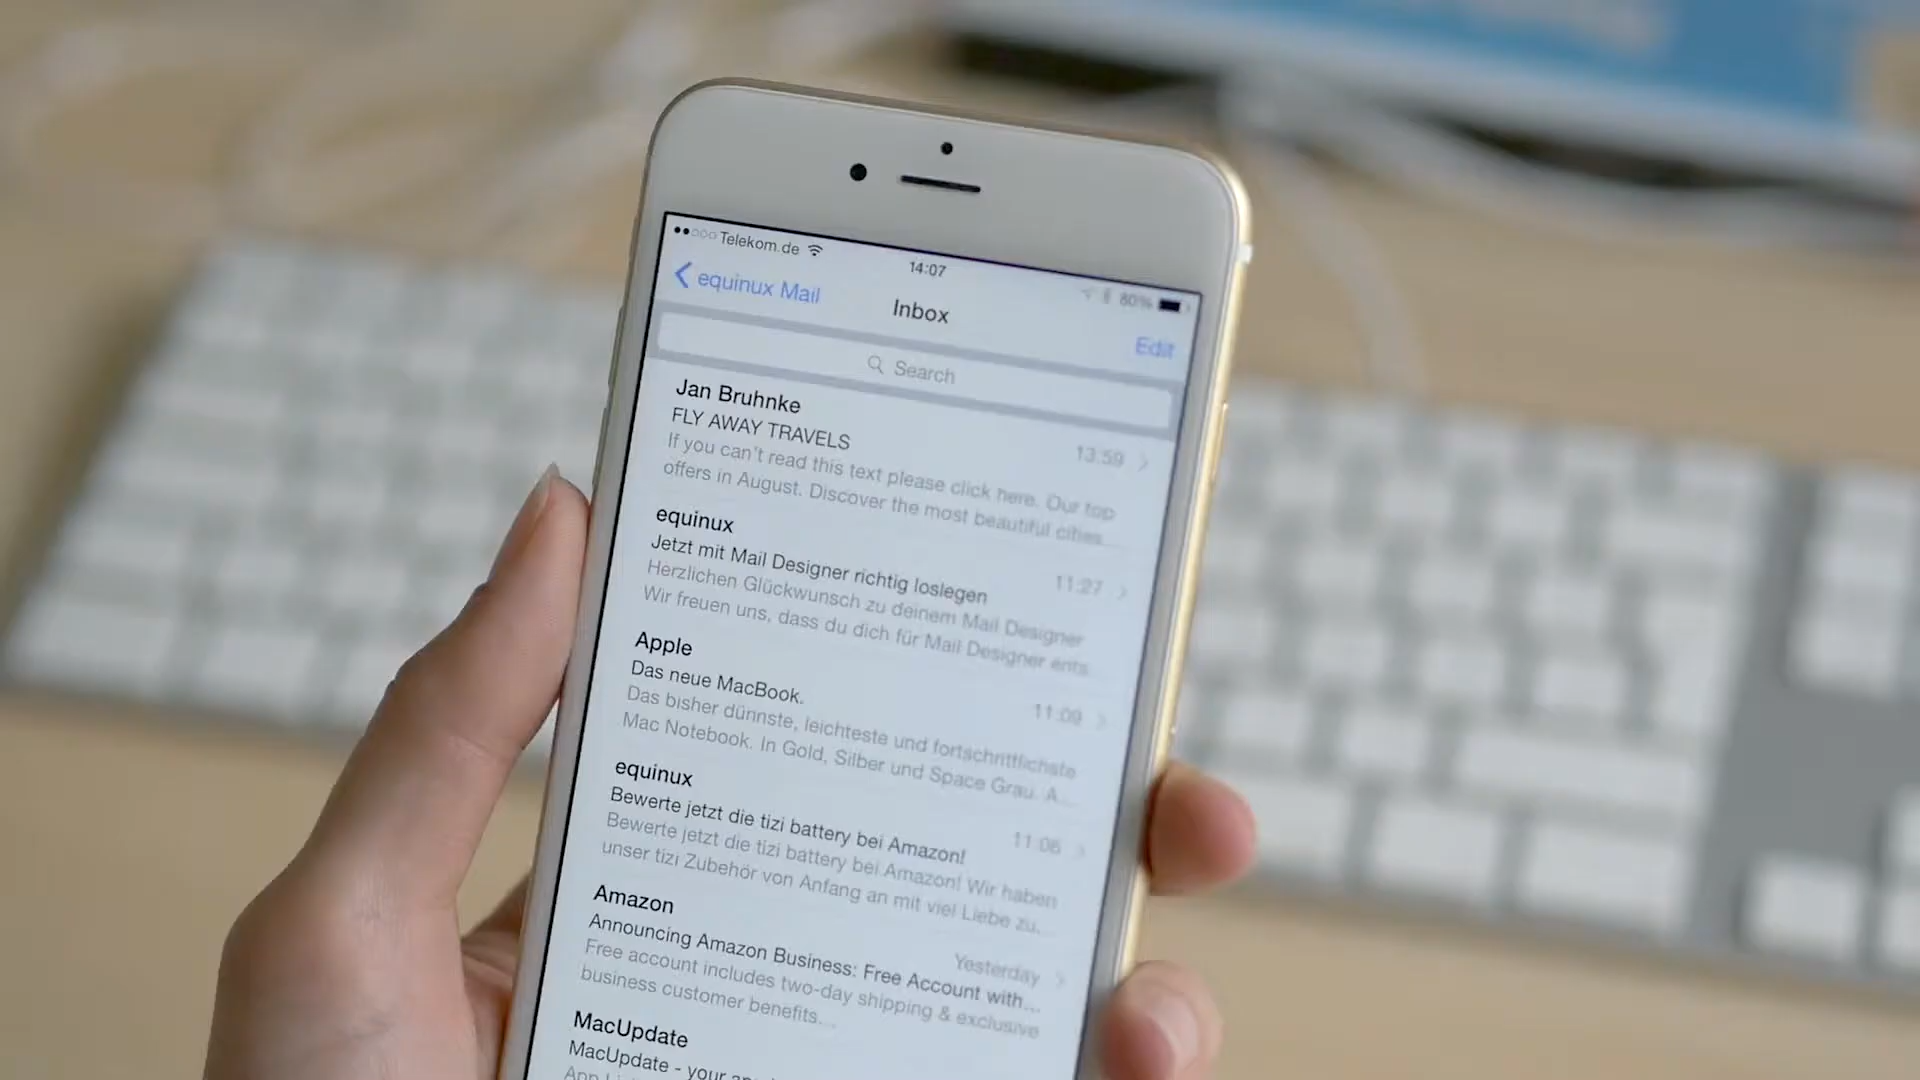 Telekom.de
14:07
80%
equinux Mail
Inbox
Edit
Search
Jan Bruhnke
13:59
FLY AWAY TRAVELS
If you can't read this text please click here. Our top
offers in August. Discover the most beautiful cities...
equinux
11:27
Jetzt mit Mail Designer richtig loslegen
Herzlichen Glückwunsch zu deinem Mail Designer
Wir freuen uns, dass du dich für Mail Designer ents...
Apple
11:09
Das neue MacBook.
Das bisher dünnste, leichteste und fortschrittlichste
Mac Notebook. In Gold, Silber und Space Grau. A...
equinux
11:06
Bewerte jetzt die tizi battery bei Amazon!
Bewerte jetzt die tizi battery bei Amazon! Wir haben
unser tizi Zubehör von Anfang an mit viel Liebe zu...
Amazon
Yesterday
Announcing Amazon Business: Free Account with...
Free account includes two-day shipping & exclusive
business customer benefits...
MacUpdate
MacUpdate - your
App